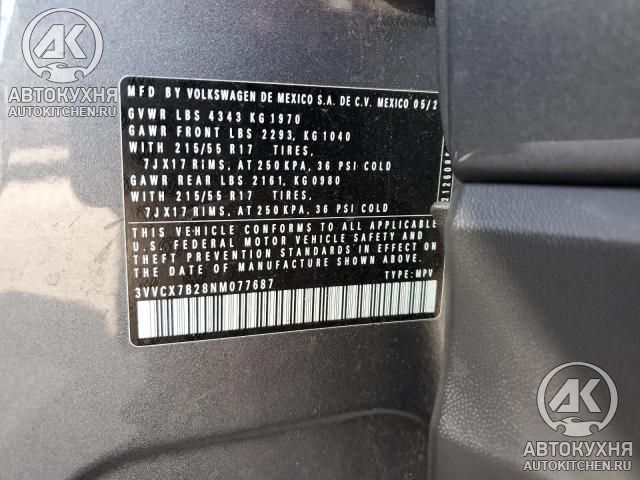 AK
АВТОКУХНЯ
AUTOKITCHEN.RU
MFD BY VOLKSWAGEN DE MEXICO S.A. DE C.V. MEXICO 05/2
GVWR LBS 4343 KG 1970
GAWR FRONT LBS 2293, KG 1040
WITH 215/55 R17 TIRES,
7JX17 RIMS, AT 250 KPA, 36 PSI COLD
GAWR REAR LBS 2161, KG 0980
WITH 215/55 R17 TIRES,
7JX17 RIMS, AT 250 KPA, 36 PSI COLD
THIS VEHICLE CONFORMS TO ALL APPLICABLE
U.S. FEDERAL MOTOR VEHICLE SAFETY AND
THEFT PREVENTION STANDARDS IN EFFECT ON
THE DATE OF MANUFACTURE SHOWN ABOVE.
3VVCX7B28NM077687 TYPE: MPV
AK
АВТОКУХНЯ
AUTOKITCHEN.RU